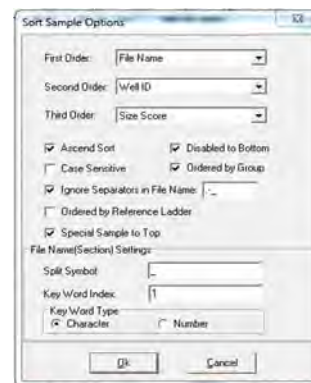 Sort Sample Options
First Order: File Name
Second Order: Well ID
Third Order: Size Score
Ascend Sort Disabled to Bottom
Case Sensitive Ordered by Group
Ignore Separators in File Name: -_
Ordered by Reference Ladder
Special Sample to Top
File Name(Section) Settings:
Split Symbol _
Key Word Index 1
Key Word Type
Character Number
Ok Cancel